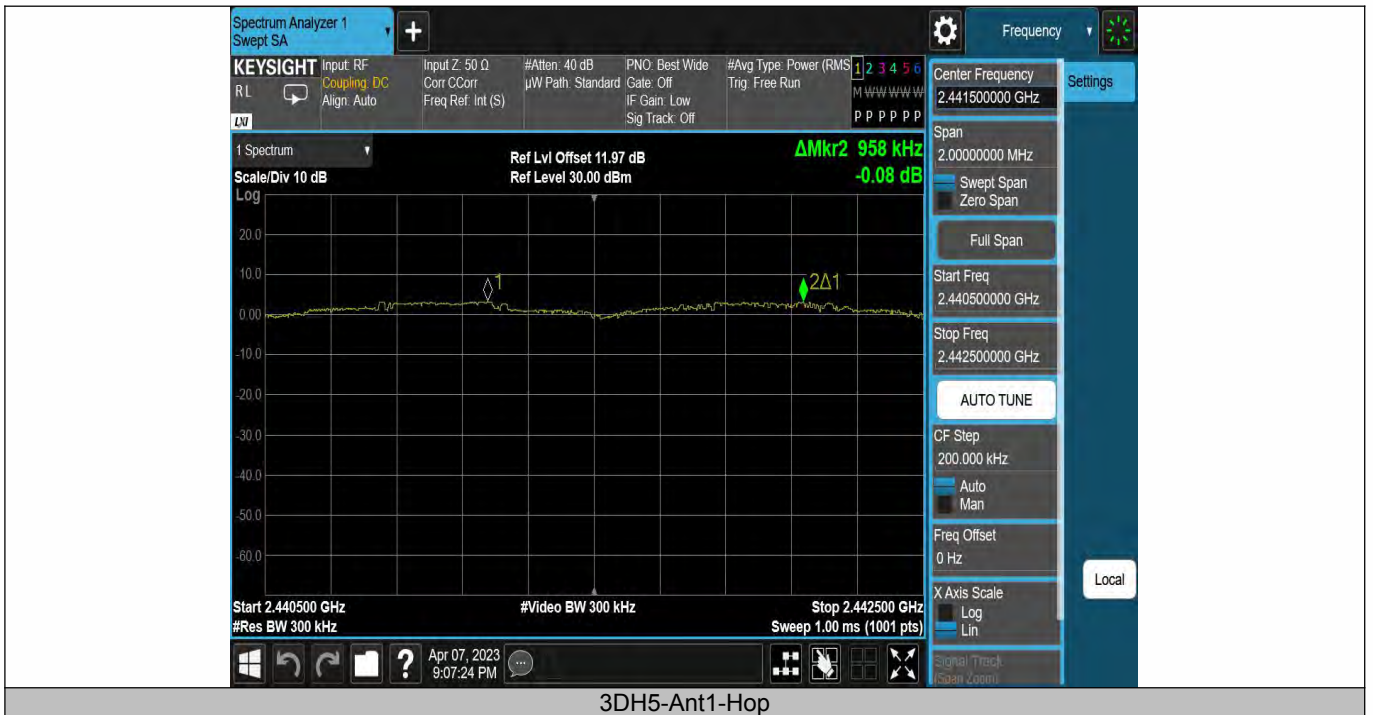 Spectrum Analyzer 1
Swept SA
+
Frequency
KEYSIGHT
RL
LXI
Input: RF
Coupling: DC
Align: Auto
Input Z: 50 Ω
Corr CCorr
Freq Ref: Int (S)
#Atten: 40 dB
µW Path: Standard
PNO: Best Wide
Gate: Off
IF Gain: Low
Sig Track: Off
#Avg Type: Power (RMS
Trig: Free Run
1 2 3 4 5 6
M W W W W W
P P P P P P
1 Spectrum
Scale/Div 10 dB
Ref Lvl Offset 11.97 dB
Ref Level 30.00 dBm
ΔMkr2 958 kHz
-0.08 dB
Log
20.0
10.0
0.00
-10.0
-20.0
-30.0
-40.0
-50.0
-60.0
1
2Δ1
Start 2.440500 GHz
#Res BW 300 kHz
#Video BW 300 kHz
Stop 2.442500 GHz
Sweep 1.00 ms (1001 pts)
Center Frequency
2.441500000 GHz
Settings
Span
2.00000000 MHz
Swept Span
Zero Span
Full Span
Start Freq
2.440500000 GHz
Stop Freq
2.442500000 GHz
AUTO TUNE
CF Step
200.000 kHz
Auto
Man
Freq Offset
0 Hz
X Axis Scale
Log
Lin
Signal Track
(Span Zoom)
Local
?
Apr 07, 2023
9:07:24 PM
3DH5-Ant1-Hop